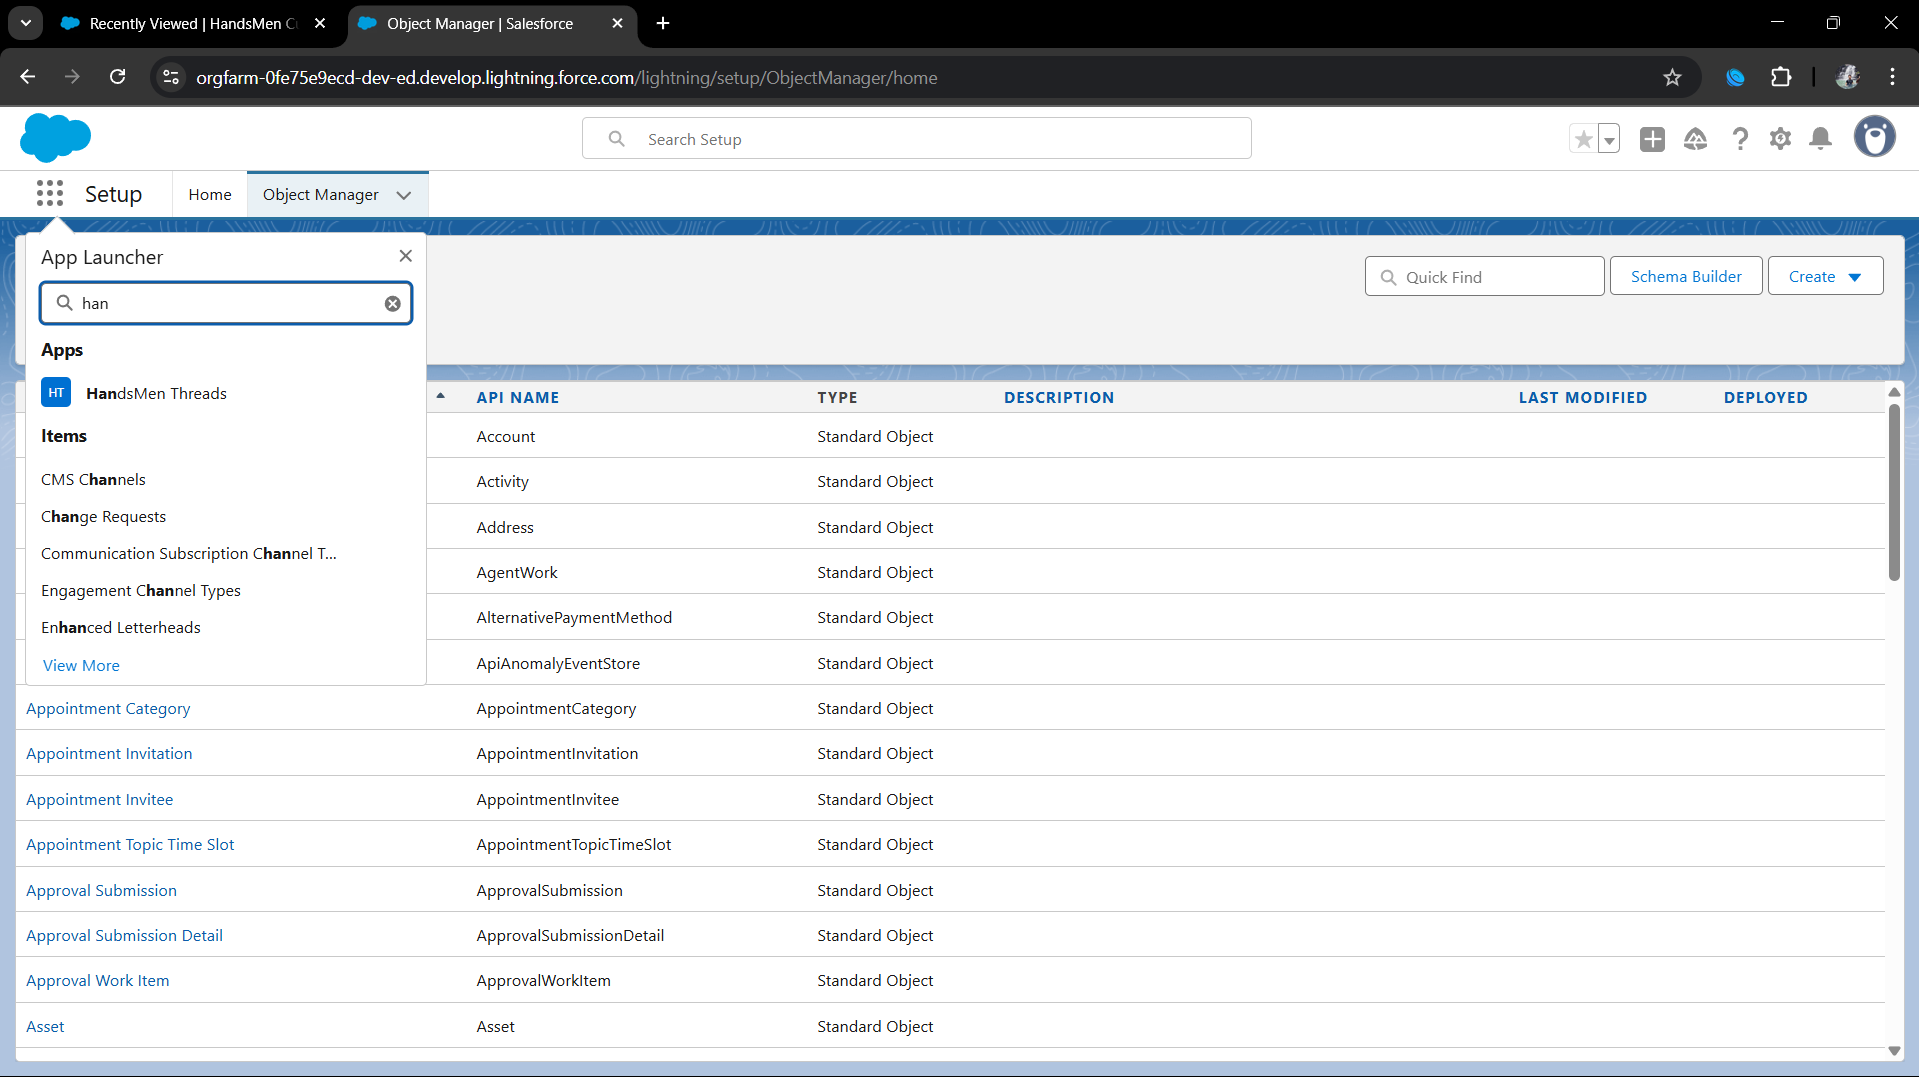 Recently Viewed | HandsMen Cu
Object Manager | Salesforce
orgfarm-0fe75e9ecd-dev-ed.develop.lightning.force.com/lightning/setup/ObjectManager/home
Search Setup
Setup
Home
Object Manager
App Launcher
han
Apps
HT
HandsMen Threads
Items
CMS Channels
Change Requests
Communication Subscription Channel T...
Engagement Channel Types
Enhanced Letterheads
View More
Quick Find
Schema Builder
Create
API NAME TYPE DESCRIPTION LAST MODIFIED DEPLOYED
Account Standard Object
Activity Standard Object
Address Standard Object
AgentWork Standard Object
AlternativePaymentMethod Standard Object
ApiAnomalyEventStore Standard Object
Appointment Category AppointmentCategory Standard Object
Appointment Invitation AppointmentInvitation Standard Object
Appointment Invitee AppointmentInvitee Standard Object
Appointment Topic Time Slot AppointmentTopicTimeSlot Standard Object
Approval Submission ApprovalSubmission Standard Object
Approval Submission Detail ApprovalSubmissionDetail Standard Object
Approval Work Item ApprovalWorkItem Standard Object
Asset Asset Standard Object